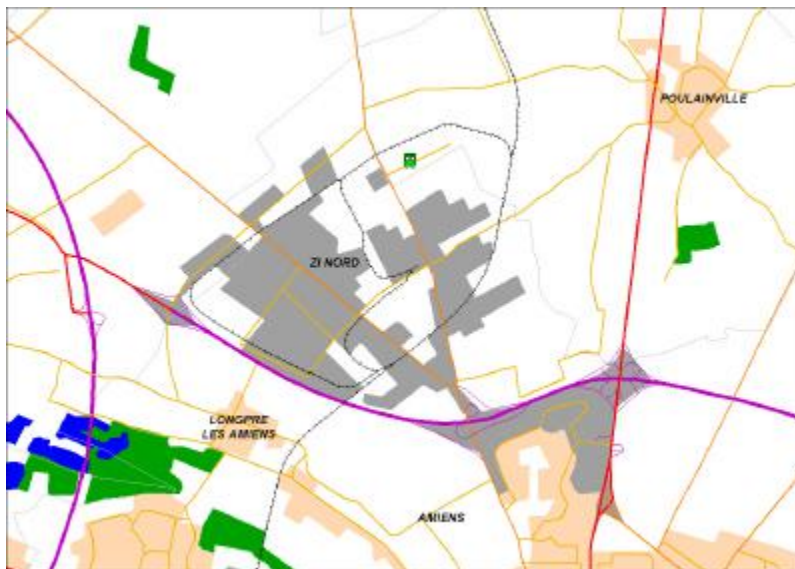 POULAINVILLE
ZI NORD
LONGPRE
LES AMIENS
AMIENS